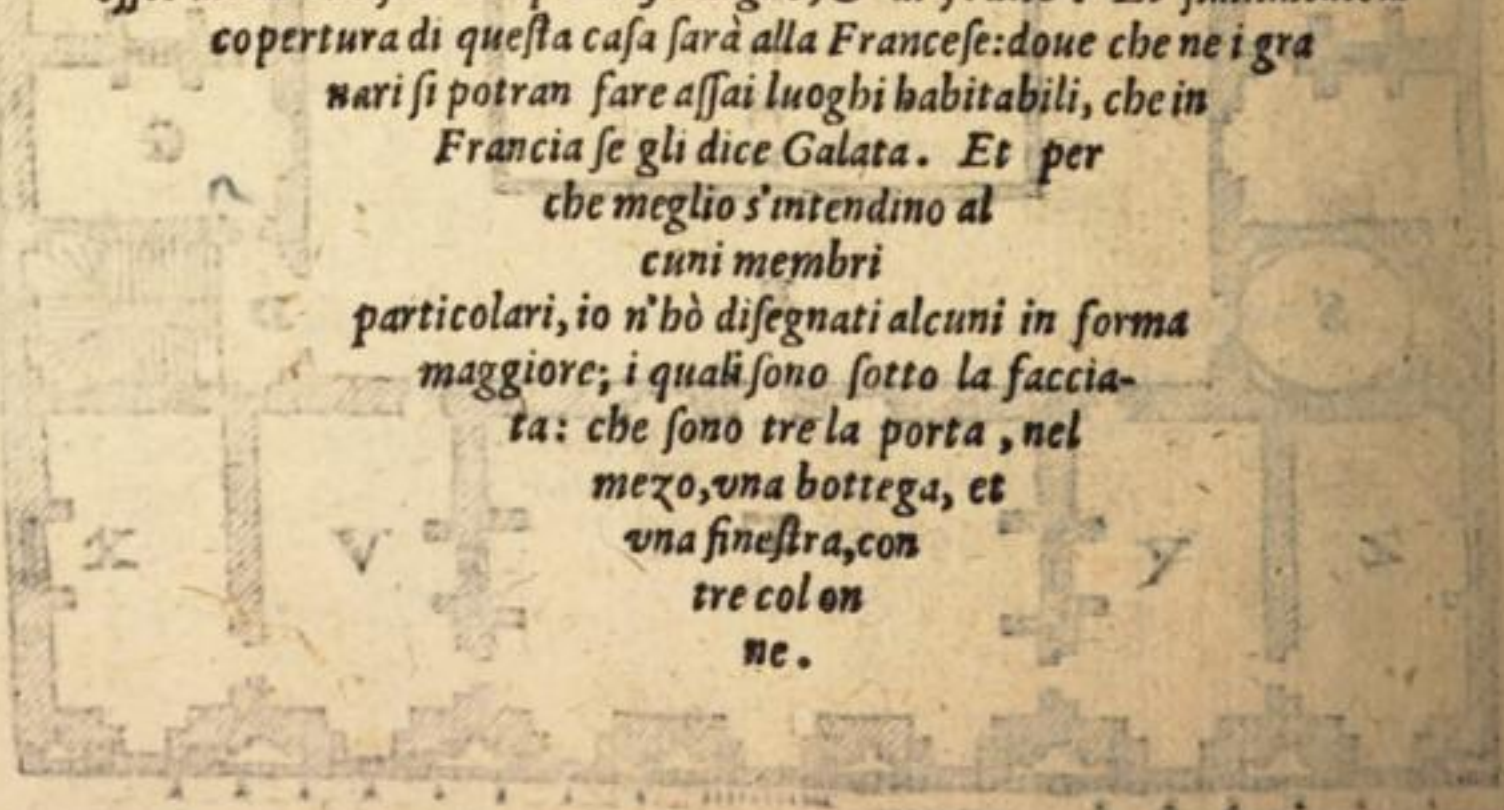 copertura di queſta caſa ſarà alla Franceſe:doue che ne i gra
nari ſi potran fare aſſai luoghi habitabili, che in
Francia ſe gli dice Galata. Et per
che meglio s'intendino al
cuni membri
particolari, io n'hò diſegnati alcuni in forma
maggiore; i quali ſono ſotto la faccia-
ta: che ſono tre la porta, nel
mezo, vna bottega, et
vna fineſtra, con
tre colon
ne.
G
S
X
V
Y
Z